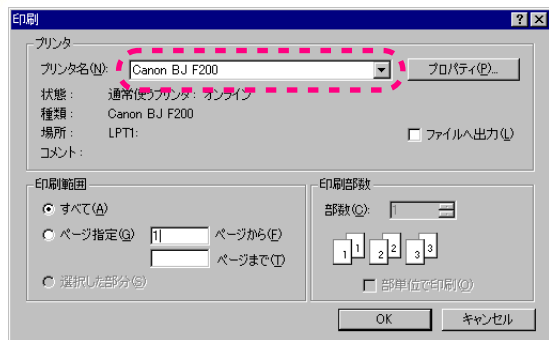 印刷
プリンタ
プリンタ名(N): Canon BJ F200 プロパティ(P)...
状態： 通常使うプリンタ： オンライン
種類： Canon BJ F200
場所： LPT1: ファイルへ出力(L)
コメント：
印刷範囲
すべて(A)
ページ指定(G) 1 ページから(F)
ページまで(T)
選択した部分(S)
印刷部数
部数(C): 1
1 1 2 2 3 3
部単位で印刷(O)
OK キャンセル